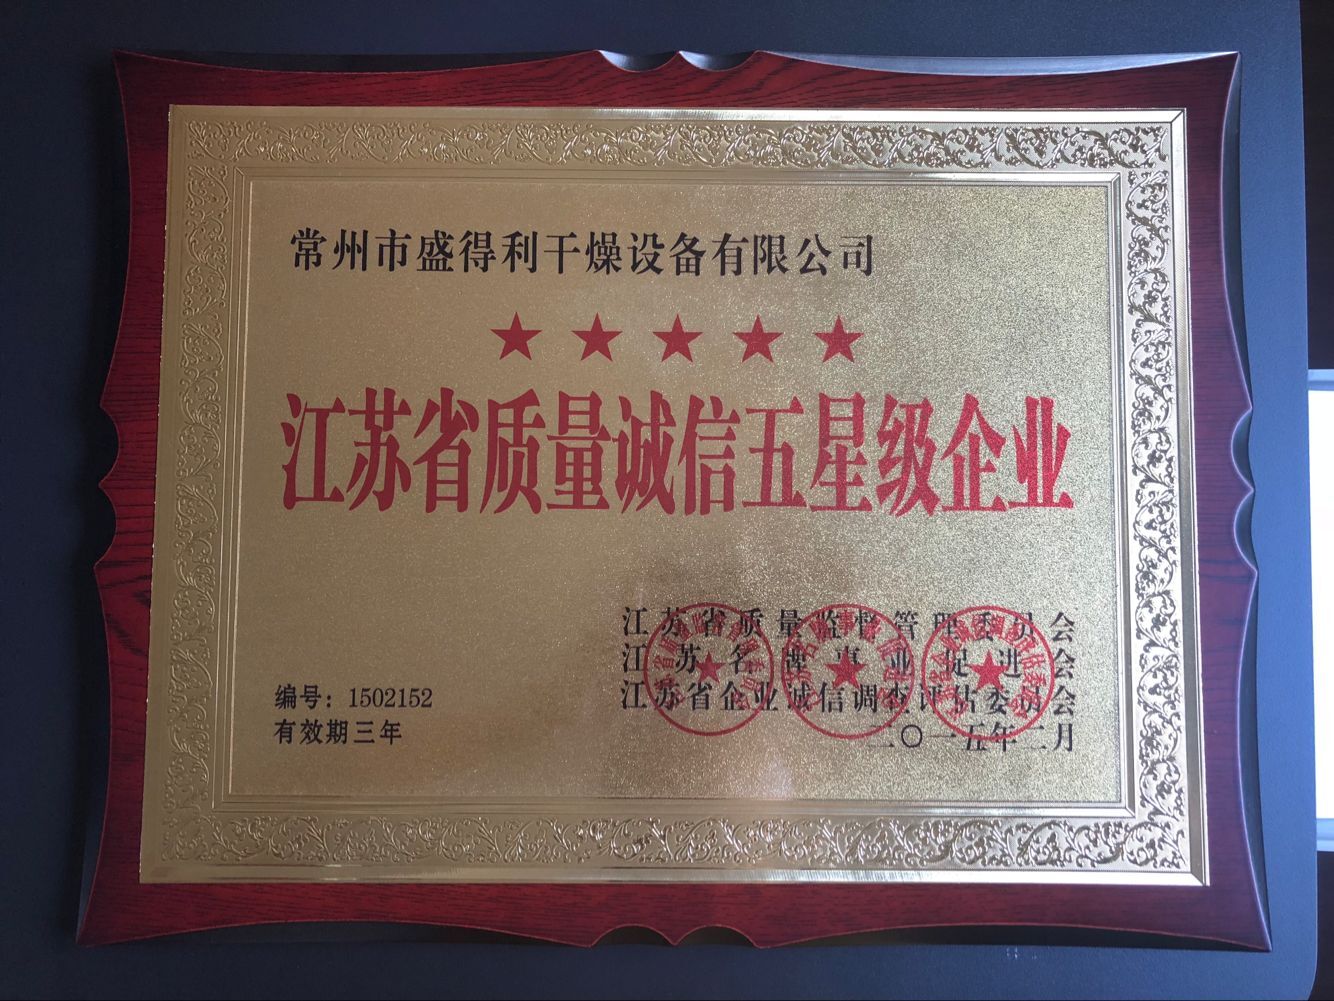 常州市盛得利干燥设备有限公司
★★★★★
江苏省质量诚信五星级企业
江苏省质量监督管理委员会
江苏名牌事业促进会
江苏省企业诚信调查评估委员会
二〇一五年二月
编号：1502152
有效期三年